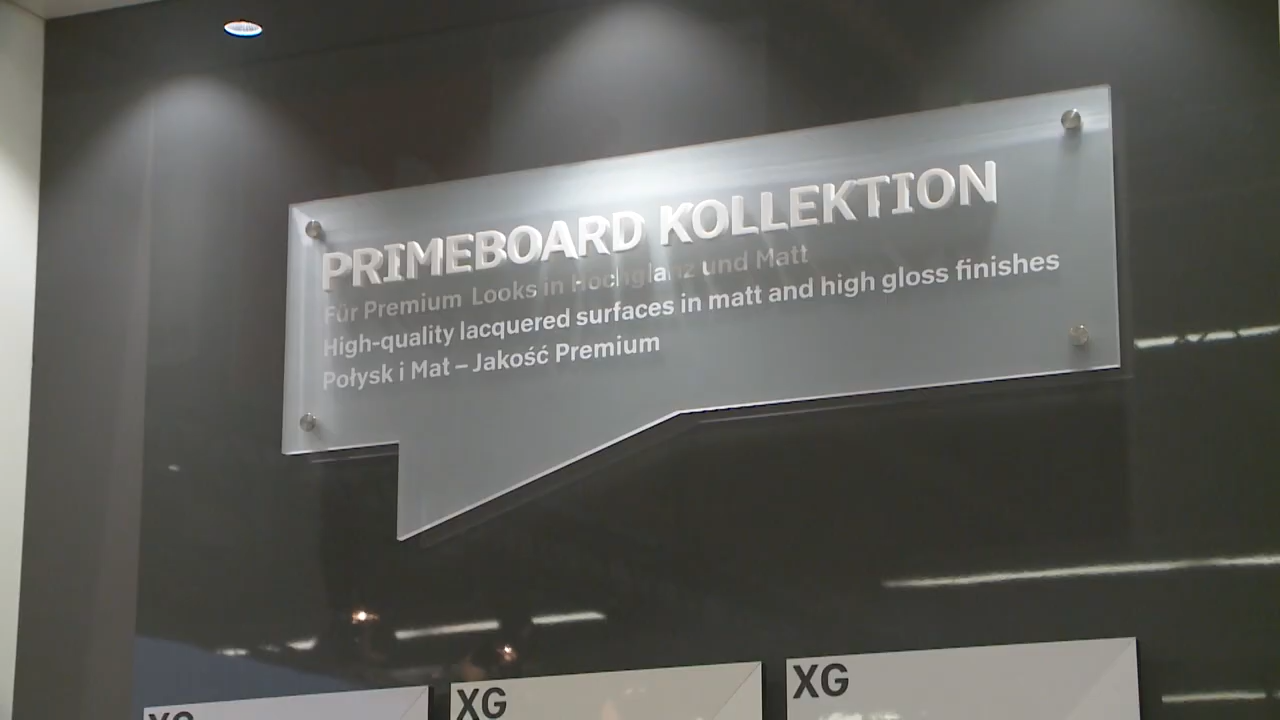 PRIMEBOARD KOLLEKTION
Für Premium Looks in Hochglanz und Matt
High-quality lacquered surfaces in matt and high gloss finishes
Połysk i Mat – Jakość Premium
XG XG XG